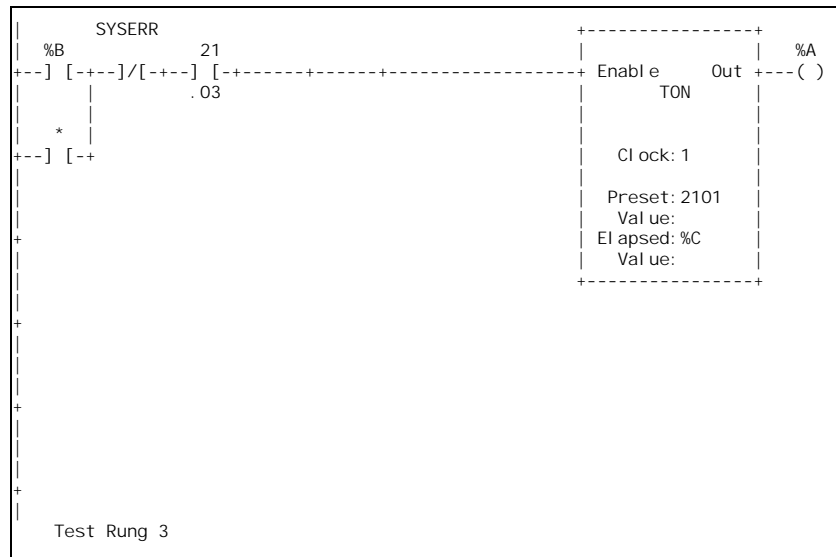 |          SYSERR                                              +----------------+
|   %B                 21                                      |                |    %A
+--] [-+--]/[-+--] [-+------+------+------------------+ Enable      Out +---( )
|      |              .03                                      |      TON       |
|      |                                                       |                |
|   *  |                                                       |                |
+--] [-+                                                       |   Clock:1      |
|                                                              |                |
|                                                              |  Preset:2101   |
|                                                              |   Value:       |
+                                                              | Elapsed:%C     |
|                                                              |   Value:       |
|                                                              +----------------+
|
+
|
|
|
+
|
|
|
+
|
Test Rung 3